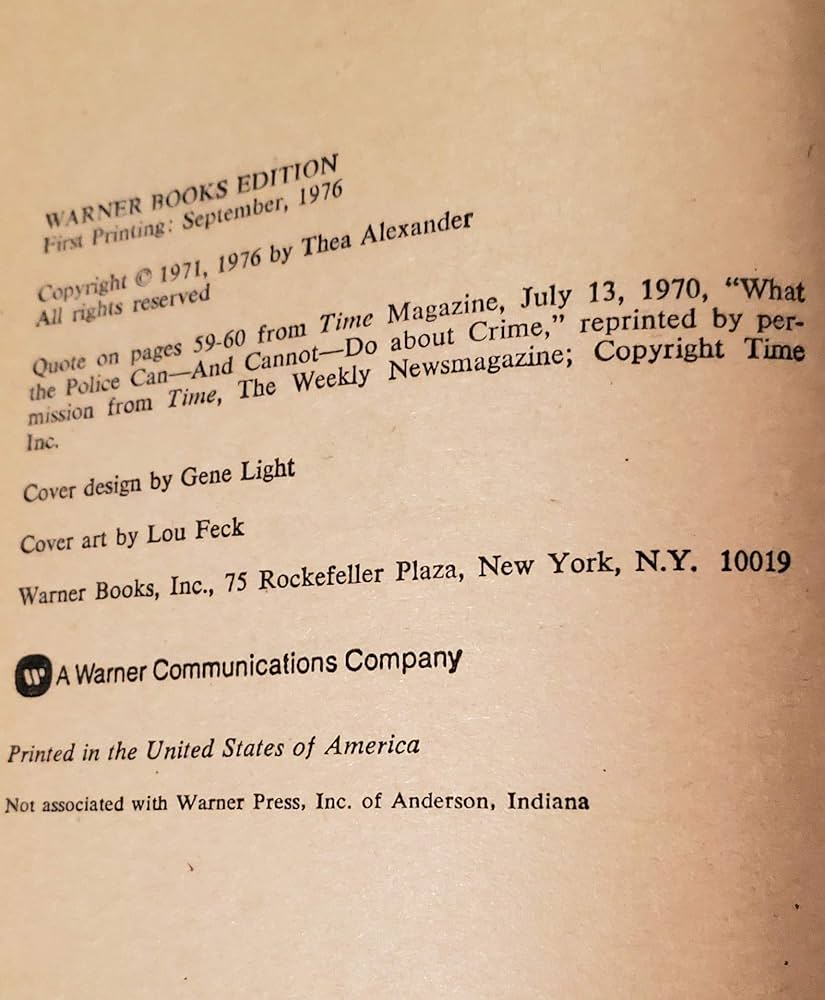 WARNER BOOKS EDITION
First Printing: September, 1976
Copyright © 1971, 1976 by Thea Alexander
All rights reserved
Quote on pages 59-60 from Time Magazine, July 13, 1970, “What
the Police Can—And Cannot—Do about Crime,” reprinted by per-
mission from Time, The Weekly Newsmagazine; Copyright Time
Inc.
Cover design by Gene Light
Cover art by Lou Feck
Warner Books, Inc., 75 Rockefeller Plaza, New York, N.Y. 10019
W A Warner Communications Company
Printed in the United States of America
Not associated with Warner Press, Inc. of Anderson, Indiana